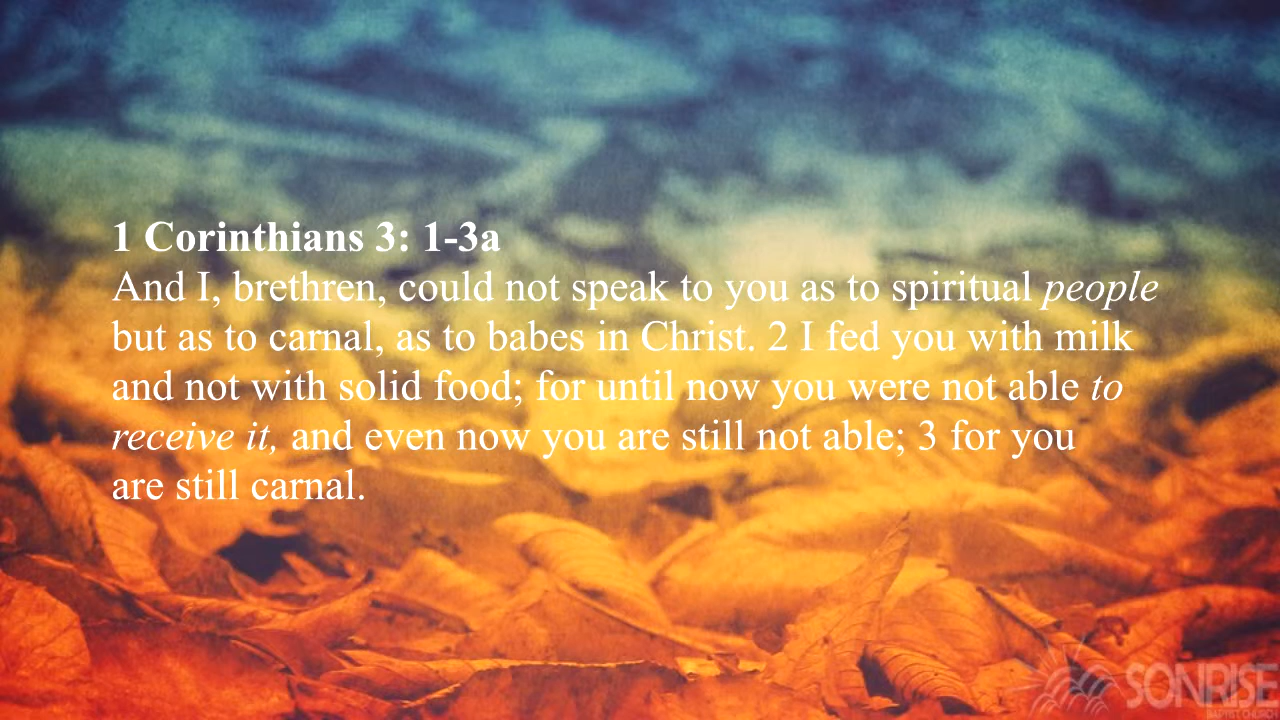 1 Corinthians 3: 1-3a
And I, brethren, could not speak to you as to spiritual people
but as to carnal, as to babes in Christ. 2 I fed you with milk
and not with solid food; for until now you were not able to
receive it, and even now you are still not able; 3 for you
are still carnal.
SONRISE
BAPTIST CHURCH